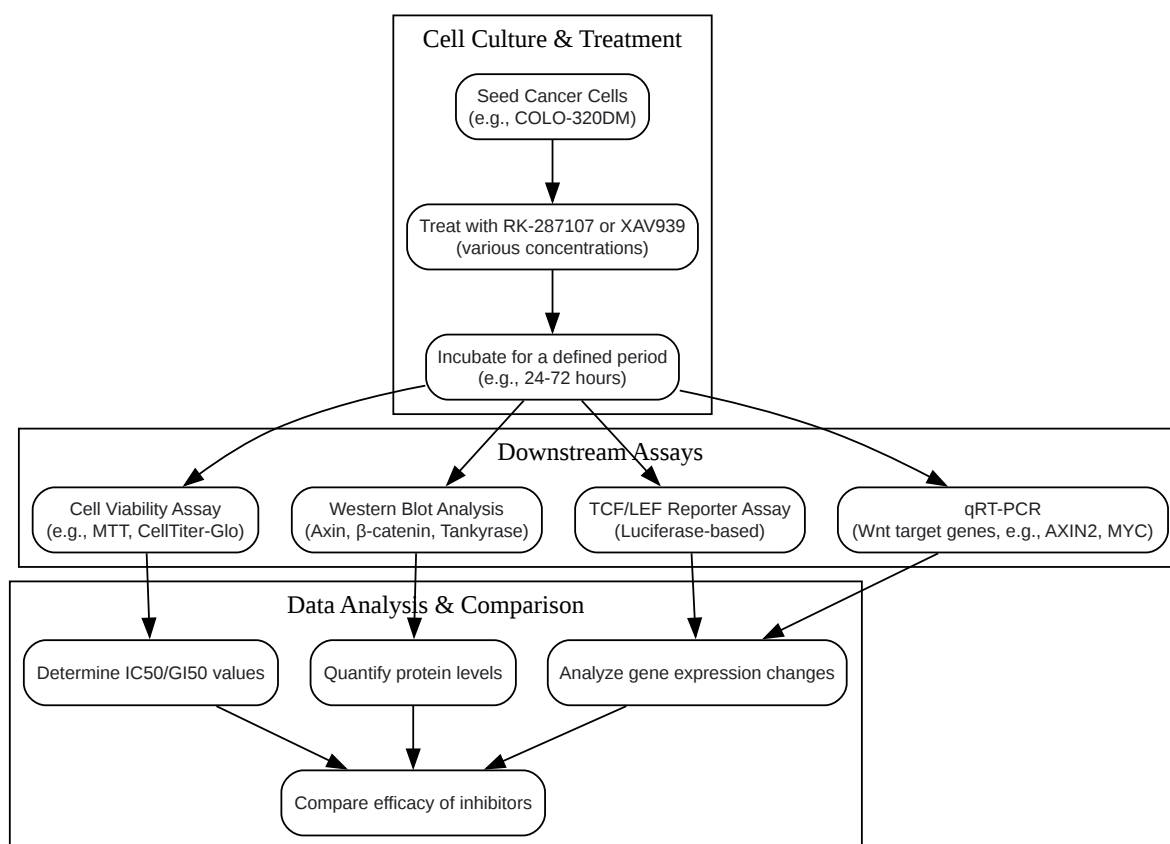 Cell Culture & Treatment
Seed Cancer Cells
(e.g., COLO-320DM)
Treat with RK-287107 or XAV939
(various concentrations)
Incubate for a defined period
(e.g., 24-72 hours)
Downstream Assays
Cell Viability Assay
(e.g., MTT, CellTiter-Glo)
Western Blot Analysis
(Axin, β-catenin, Tankyrase)
TCF/LEF Reporter Assay
(Luciferase-based)
qRT-PCR
(Wnt target genes, e.g., AXIN2, MYC)
Data Analysis & Comparison
Determine IC50/GI50 values
Quantify protein levels
Analyze gene expression changes
Compare efficacy of inhibitors